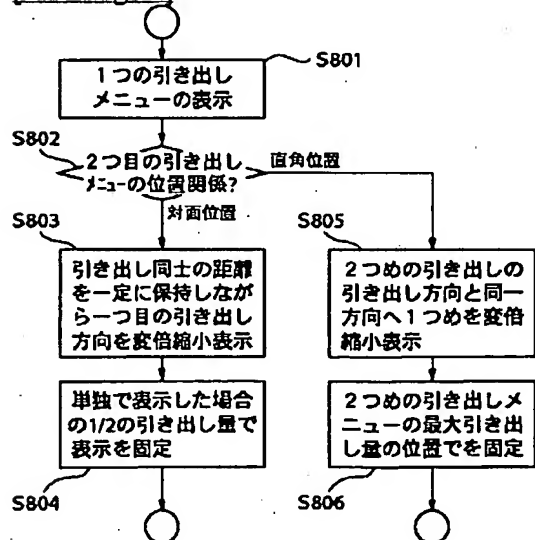 S801
1つの引き出し
メニューの表示
S802
2つ目の引き出し
メニューの位置関係?
直角位置
対面位置
S803
引き出し同士の距離
を一定に保持しなが
ら一つ目の引き出し
方向を変倍縮小表示
単独で表示した場合
の1/2の引き出し量で
表示を固定
S804
S805
2つめの引き出しの
引き出し方向と同一
方向へ1つめを変倍
縮小表示
2つめの引き出しメ
ニューの最大引き出
し量の位置でを固定
S806